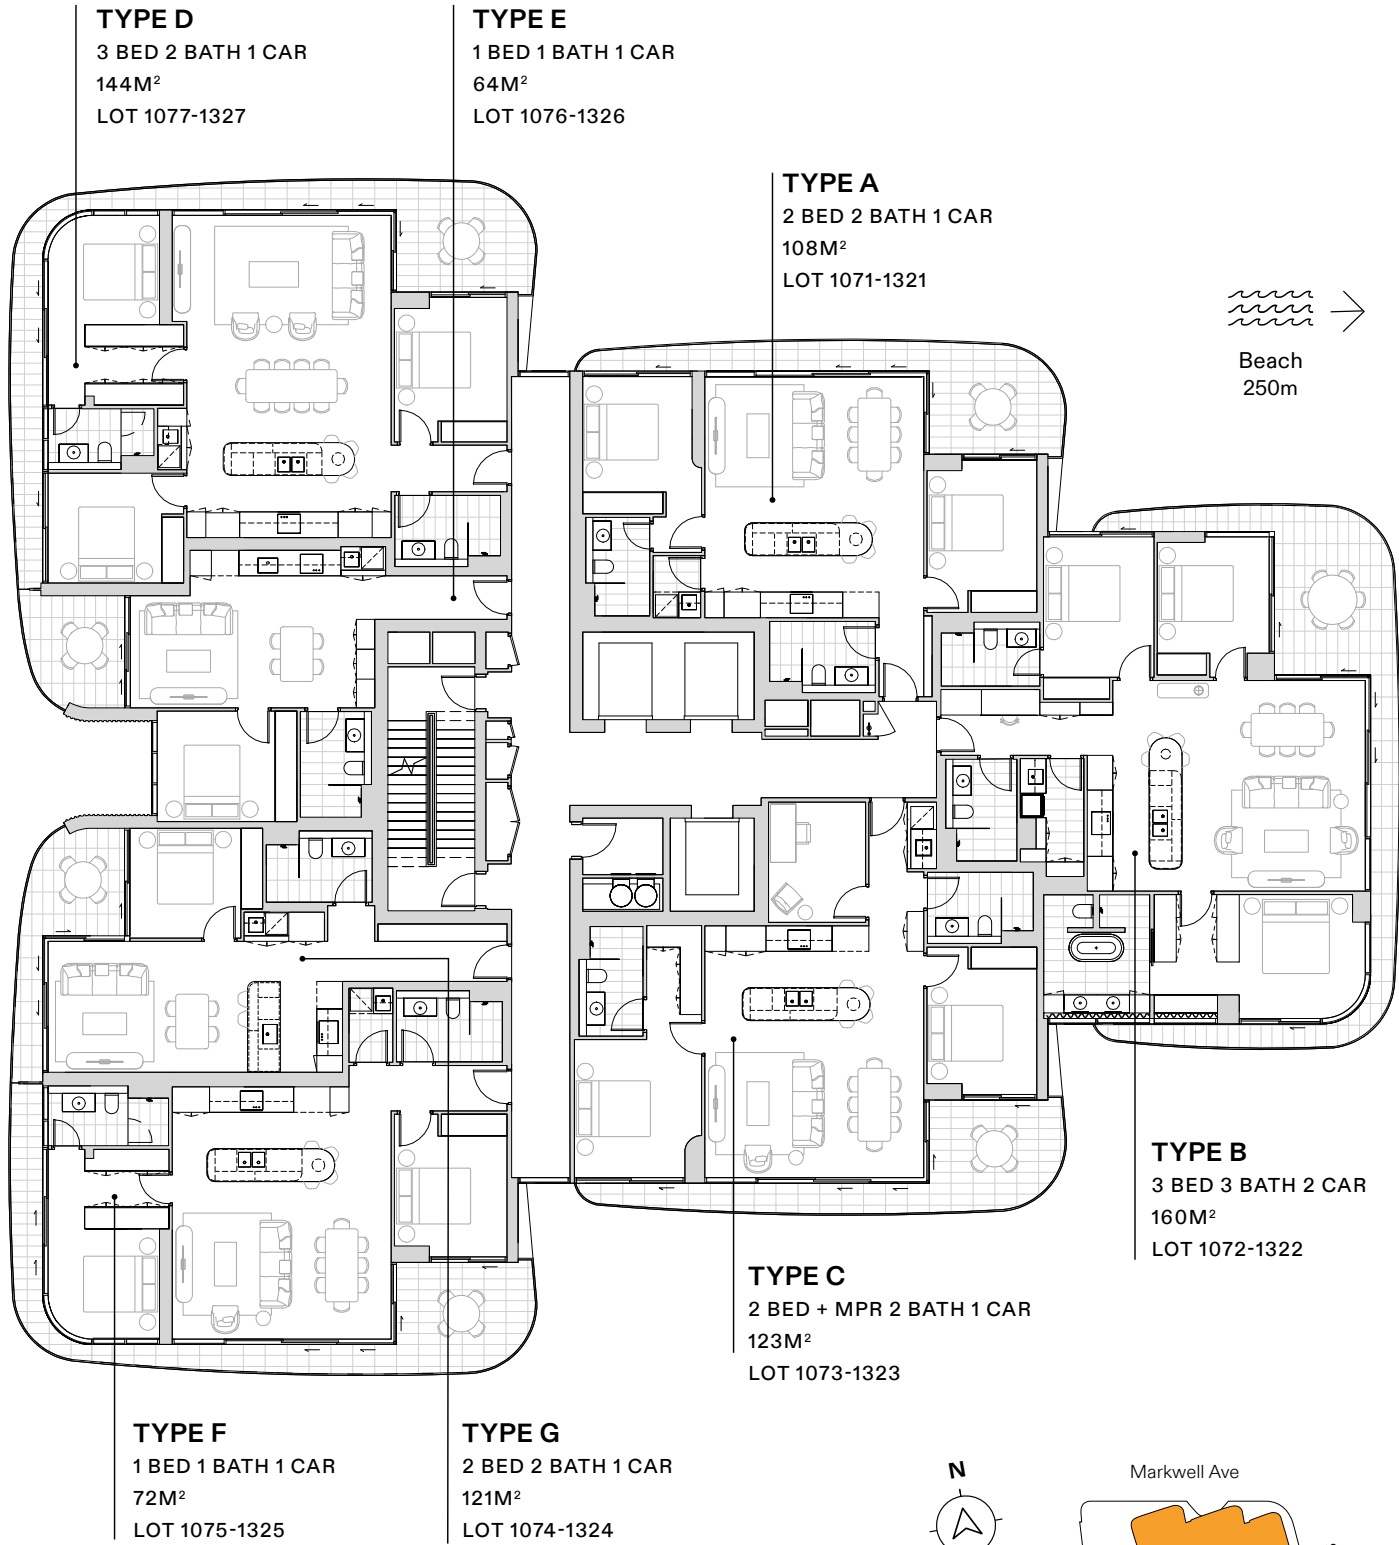 TYPE D
3 BED 2 BATH 1 CAR
144M²
LOT 1077-1327
TYPE E
1 BED 1 BATH 1 CAR
64M²
LOT 1076-1326
TYPE A
2 BED 2 BATH 1 CAR
108M²
LOT 1071-1321
Beach
250m
TYPE B
3 BED 3 BATH 2 CAR
160M²
LOT 1072-1322
TYPE C
2 BED + MPR 2 BATH 1 CAR
123M²
LOT 1073-1323
TYPE F
1 BED 1 BATH 1 CAR
72M²
LOT 1075-1325
TYPE G
2 BED 2 BATH 1 CAR
121M²
LOT 1074-1324
N
Markwell Ave